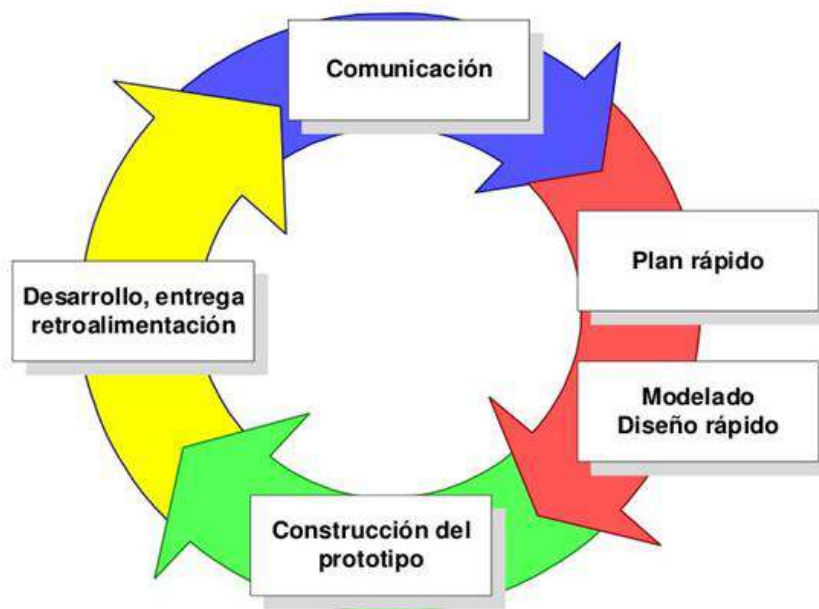 Comunicación
Plan rápido
Modelado
Diseño rápido
Construcción del
prototipo
Desarrollo, entrega
retroalimentación